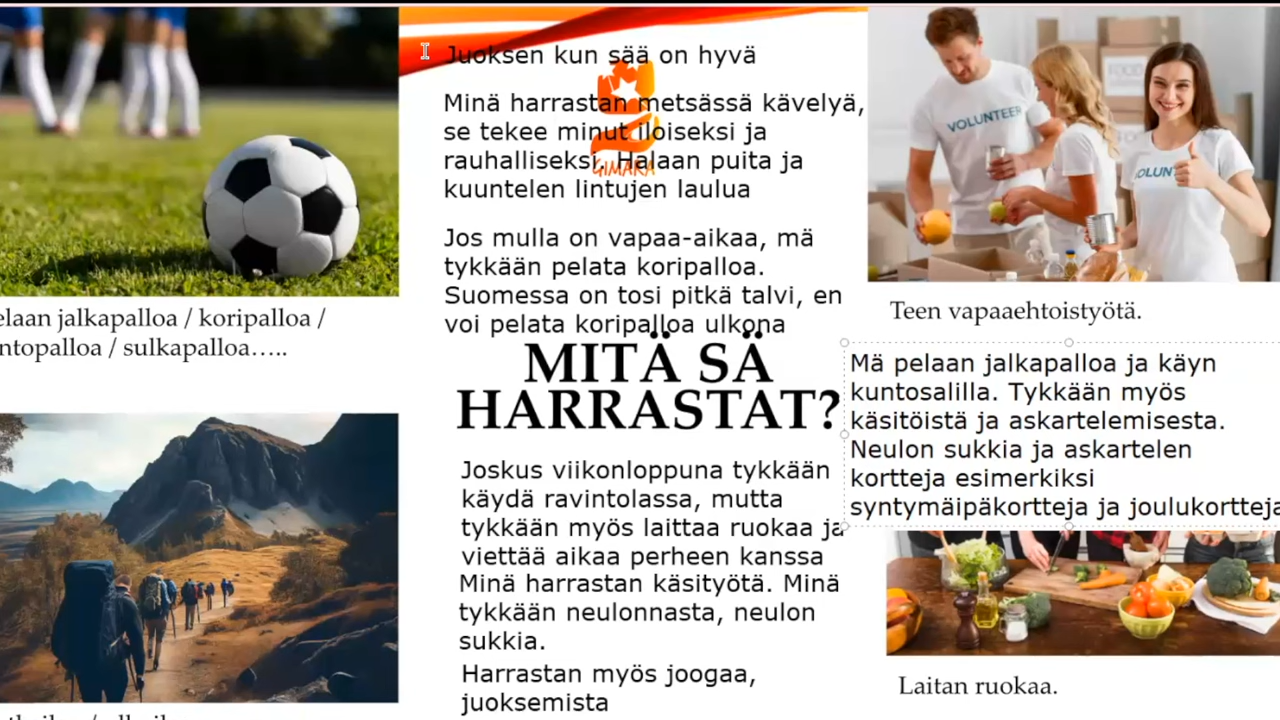 Juoksen kun sää on hyvä
Minä harrastan metsässä kävelyä,
se tekee minut iloiseksi ja
rauhalliseksi. Halaan puita ja
kuuntelen lintujen laulua
GIMARA
Jos mulla on vapaa-aikaa, mä
tykkään pelata koripalloa.
Suomessa on tosi pitkä talvi, en
voi pelata koripalloa ulkona
MITÄ SÄ
HARRASTAT?
Joskus viikonloppuna tykkään
käydä ravintolassa, mutta
tykkään myös laittaa ruokaa ja
viettää aikaa perheen kanssa
Minä harrastan käsityötä. Minä
tykkään neulonnasta, neulon
sukkia.
Harrastan myös joogaa,
juoksemista
elaan jalkapalloa / koripalloa /
ntopalloa / sulkapalloa…..
VOLUNTEER
VOLUNT
FOOD
Teen vapaaehtoistyötä.
Mä pelaan jalkapalloa ja käyn
kuntosalilla. Tykkään myös
käsitöistä ja askartelemisesta.
Neulon sukkia ja askartelen
kortteja esimerkiksi
syntymäipäkortteja ja joulukortteja
Laitan ruokaa.